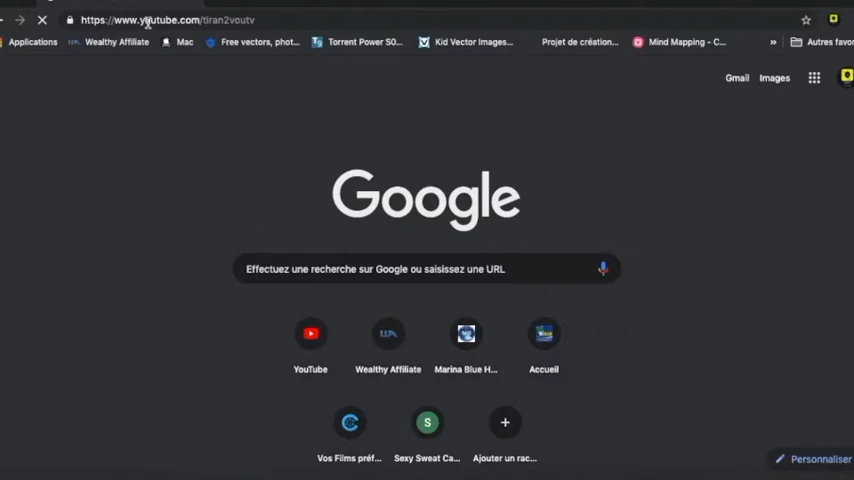 https://www.youtube.com/tiran2voutv
Applications Wealthy Affiliate Mac Free vectors, phot... Torrent Power S0... Kid Vector Images... Projet de création... Mind Mapping - C... » Autres favor
Gmail Images
Google
Effectuez une recherche sur Google ou saisissez une URL
YouTube Wealthy Affiliate Marina Blue H... Accueil
S
Vos Films préf... Sexy Sweat Ca... Ajouter un rac...
Personnaliser